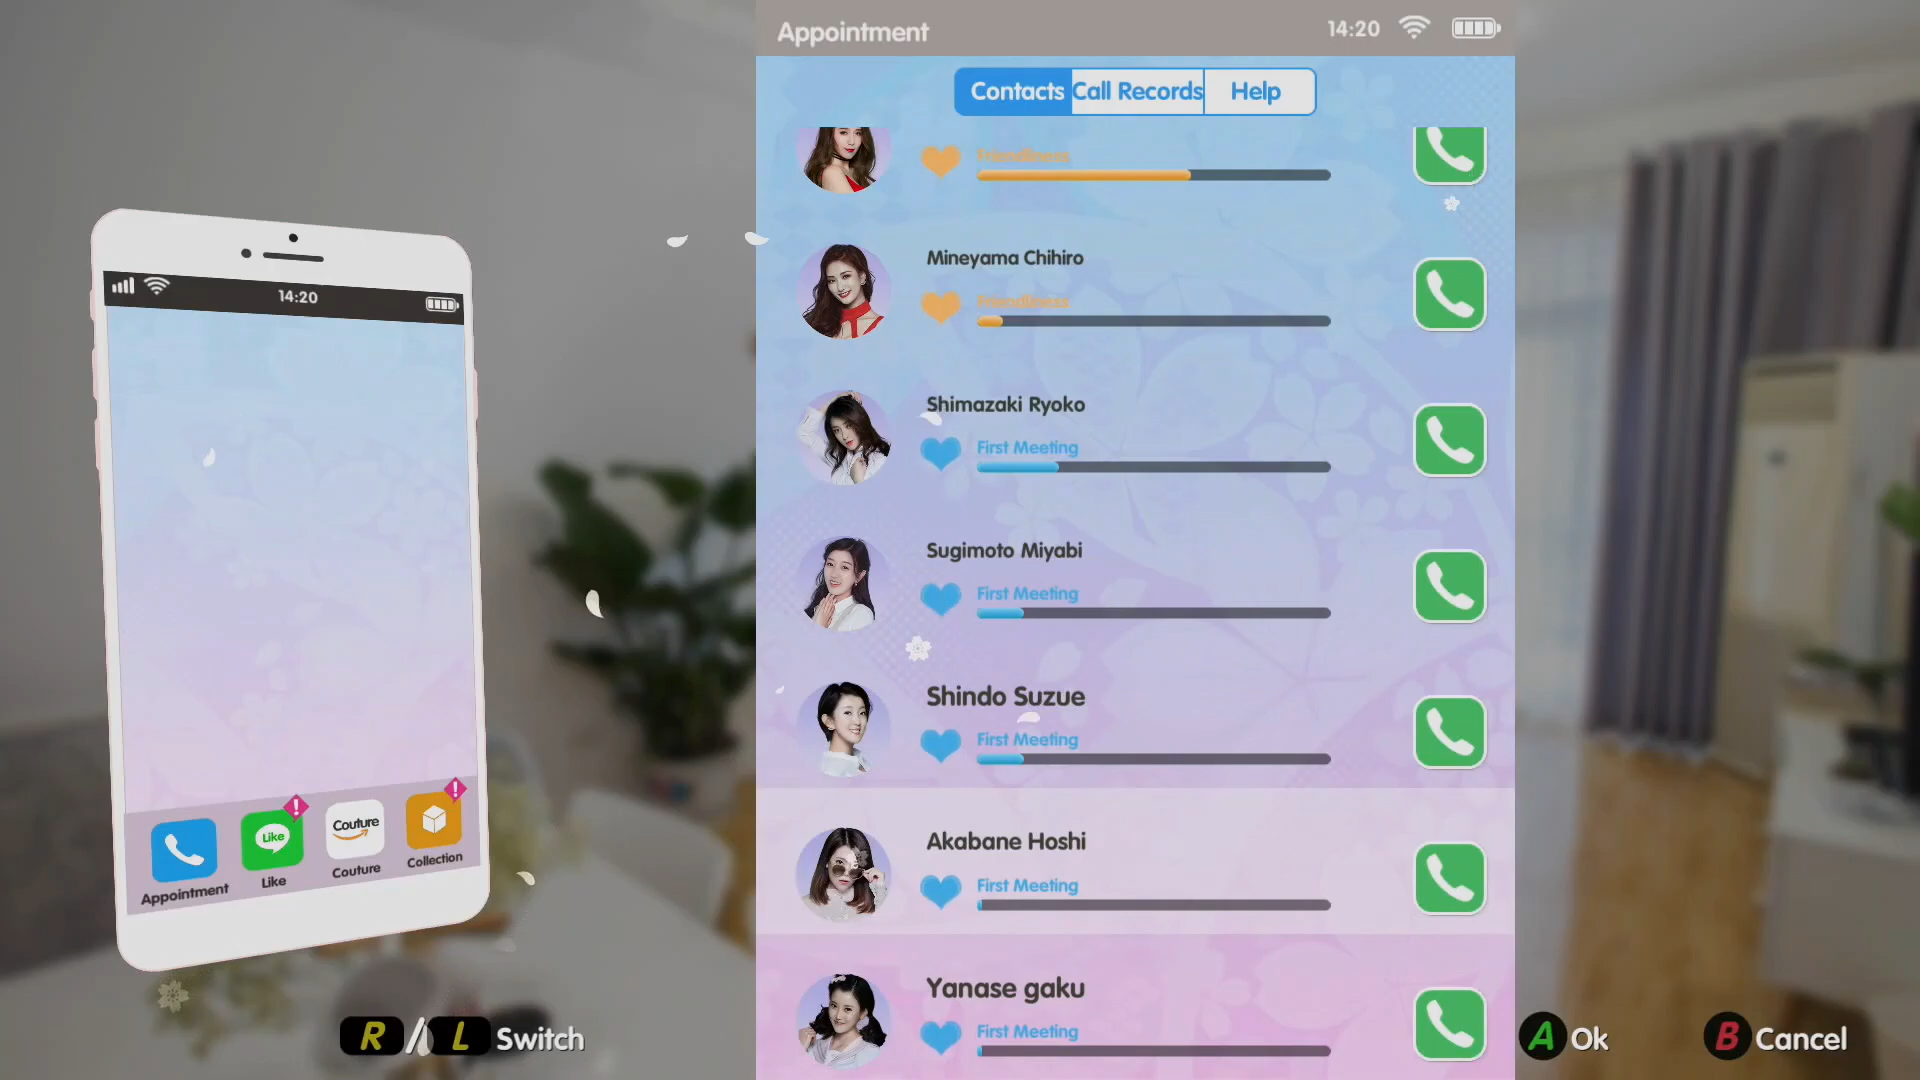 Appointment
14:20
Contacts
Call Records
Help
Friendliness
Mineyama Chihiro
Friendliness
Shimazaki Ryoko
First Meeting
Sugimoto Miyabi
First Meeting
Shindo Suzue
First Meeting
Akabane Hoshi
First Meeting
Yanase gaku
First Meeting
14:20
Like
Couture
Appointment
Like
Couture
Collection
R / L Switch
A Ok
B Cancel